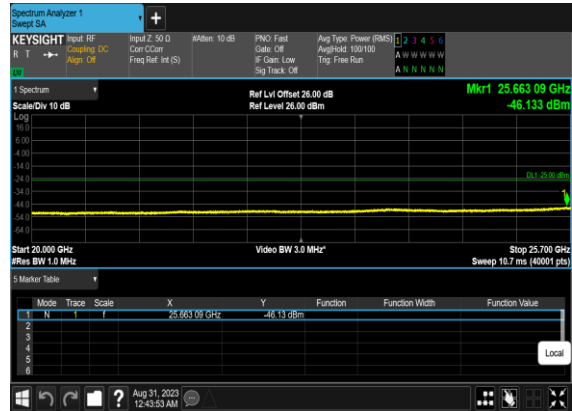 Spectrum Analyzer 1
Swept SA
+
KEYSIGHT Input: RF Input Z: 50 Ω #Atten: 10 dB PNO: Fast Avg Type: Power (RMS) 1 2 3 4 5 6
R T Coupling: DC Corr CCorr Gate: Off Avg|Hold: 100/100 A W W W W W
Align: Off Freq Ref: Int (S) IF Gain: Low Trig: Free Run
Sig Track: Off A N N N N N
1 Spectrum Ref Lvl Offset 26.00 dB Mkr1 25.663 09 GHz
Scale/Div 10 dB Ref Level 26.00 dBm -46.133 dBm
Log
16.0
6.00
-4.00
-14.0
-24.0 DL1 -25.00 dBm
-34.0 1
-44.0
-54.0
-64.0
Start 20.000 GHz Video BW 3.0 MHz* Stop 25.700 GHz
#Res BW 1.0 MHz Sweep 10.7 ms (40001 pts)
5 Marker Table
Mode Trace Scale X Y Function Function Width Function Value
1 N 1 f 25.663 09 GHz -46.13 dBm
2
3
4
5
6
Local
? Aug 31, 2023
12:43:53 AM